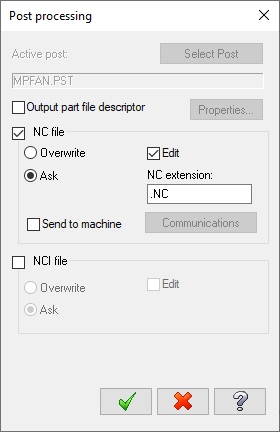 Post processing
Active post:
Select Post
MPFAN.PST
Output part file descriptor
Properties...
NC file
Overwrite
Edit
Ask
NC extension:
.NC
Send to machine
Communications
NCI file
Overwrite
Edit
Ask